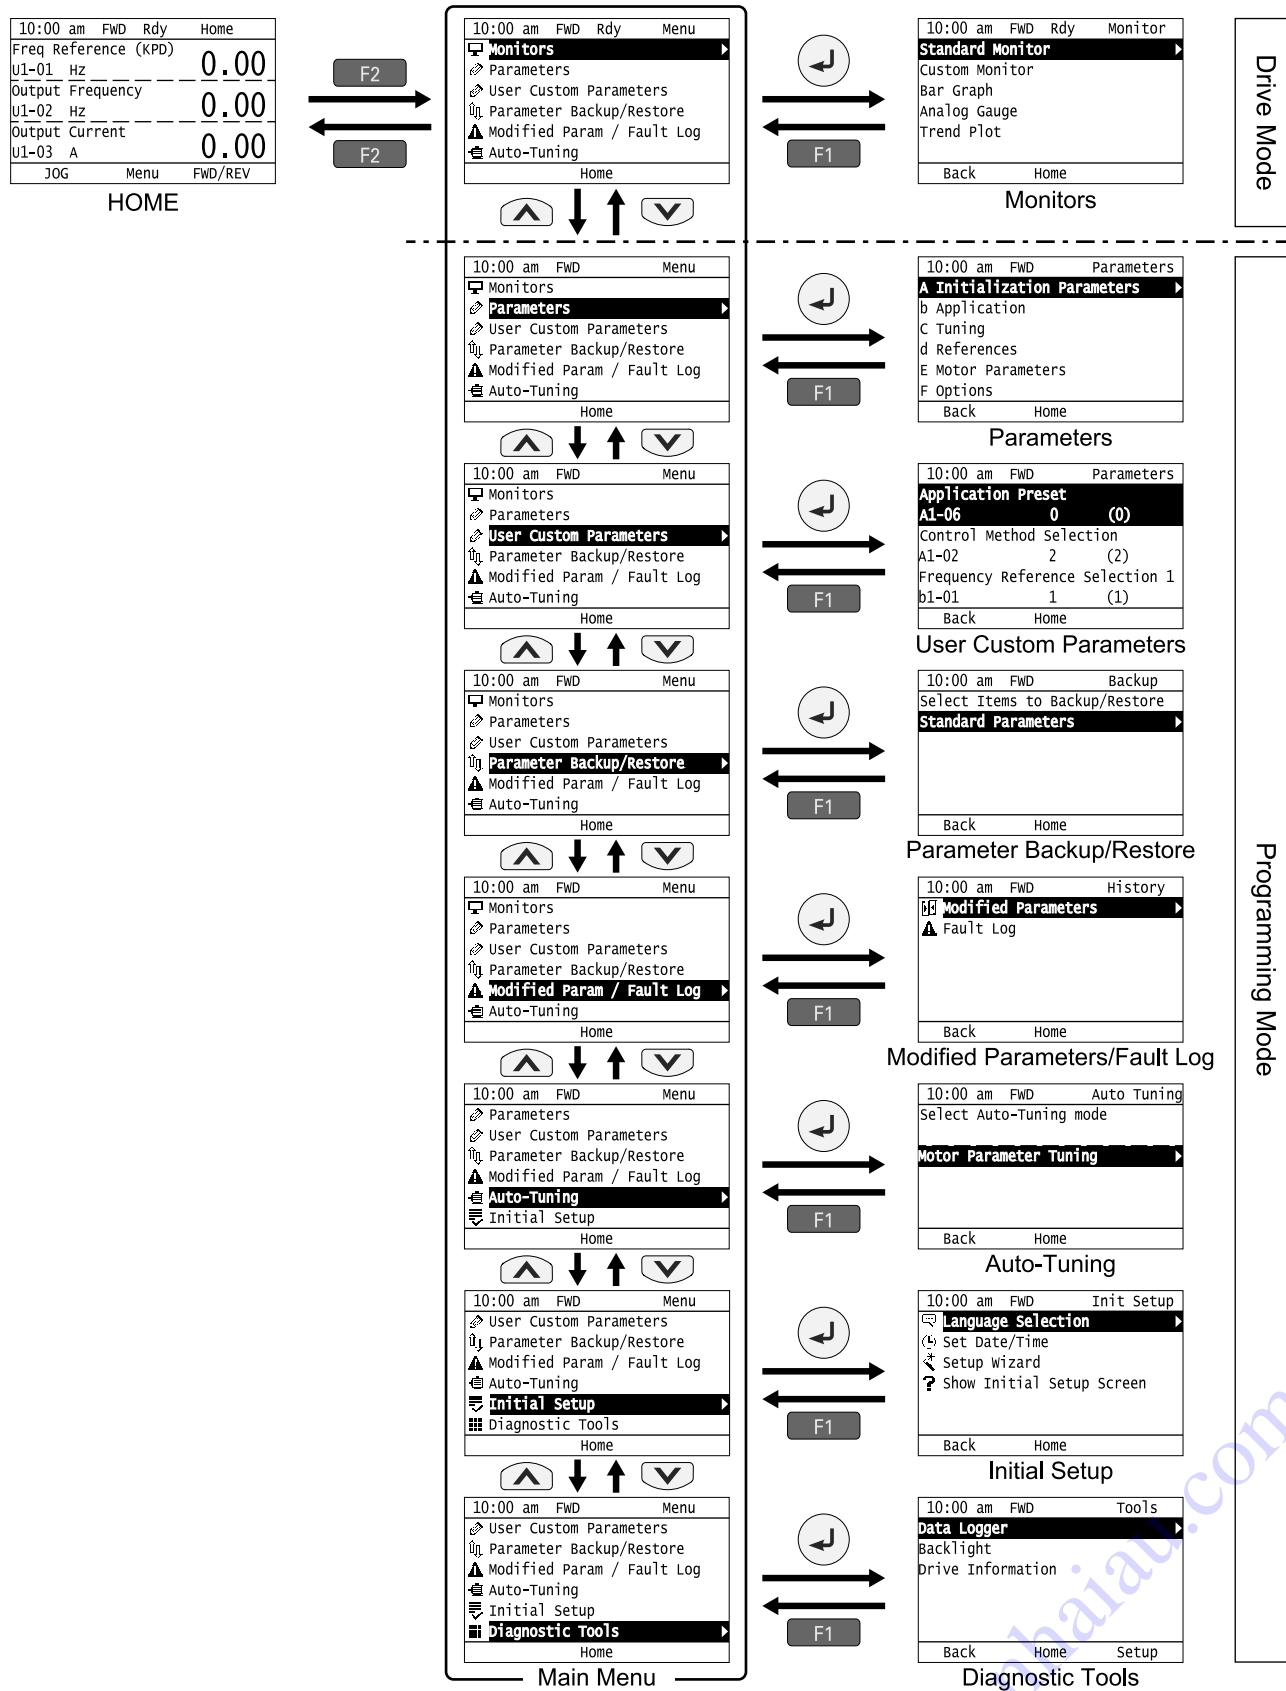 10:00 am FWD Rdy Home
Freq Reference (KPD)
U1-01 Hz 0.00
Output Frequency
U1-02 Hz 0.00
Output Current
U1-03 A 0.00
JOG Menu FWD/REV
HOME
F2
F2
10:00 am FWD Rdy Menu
Monitors
Parameters
User Custom Parameters
Parameter Backup/Restore
Modified Param / Fault Log
Auto-Tuning
Home
F1
10:00 am FWD Rdy Monitor
Standard Monitor
Custom Monitor
Bar Graph
Analog Gauge
Trend Plot
Back Home
Monitors
Drive Mode
10:00 am FWD Menu
Monitors
Parameters
User Custom Parameters
Parameter Backup/Restore
Modified Param / Fault Log
Auto-Tuning
Home
F1
10:00 am FWD Parameters
A Initialization Parameters
b Application
C Tuning
d References
E Motor Parameters
F Options
Back Home
Parameters
10:00 am FWD Menu
Monitors
Parameters
User Custom Parameters
Parameter Backup/Restore
Modified Param / Fault Log
Auto-Tuning
Home
F1
10:00 am FWD Parameters
Application Preset
A1-06 0 (0)
Control Method Selection
A1-02 2 (2)
Frequency Reference Selection 1
b1-01 1 (1)
Back Home
User Custom Parameters
10:00 am FWD Menu
Monitors
Parameters
User Custom Parameters
Parameter Backup/Restore
Modified Param / Fault Log
Auto-Tuning
Home
F1
10:00 am FWD Backup
Select Items to Backup/Restore
Standard Parameters
Back Home
Parameter Backup/Restore
10:00 am FWD Menu
Monitors
Parameters
User Custom Parameters
Parameter Backup/Restore
Modified Param / Fault Log
Auto-Tuning
Home
F1
10:00 am FWD History
Modified Parameters
Fault Log
Back Home
Modified Parameters/Fault Log
10:00 am FWD Menu
Parameters
User Custom Parameters
Parameter Backup/Restore
Modified Param / Fault Log
Auto-Tuning
Initial Setup
Home
F1
10:00 am FWD Auto Tuning
Select Auto-Tuning mode
Motor Parameter Tuning
Back Home
Auto-Tuning
10:00 am FWD Menu
User Custom Parameters
Parameter Backup/Restore
Modified Param / Fault Log
Auto-Tuning
Initial Setup
Diagnostic Tools
Home
F1
10:00 am FWD Init Setup
Language Selection
Set Date/Time
Setup Wizard
? Show Initial Setup Screen
Back Home
Initial Setup
10:00 am FWD Menu
User Custom Parameters
Parameter Backup/Restore
Modified Param / Fault Log
Auto-Tuning
Initial Setup
Diagnostic Tools
Home
Main Menu
F1
10:00 am FWD Tools
Data Logger
Backlight
Drive Information
Back Home Setup
Diagnostic Tools
Programming Mode